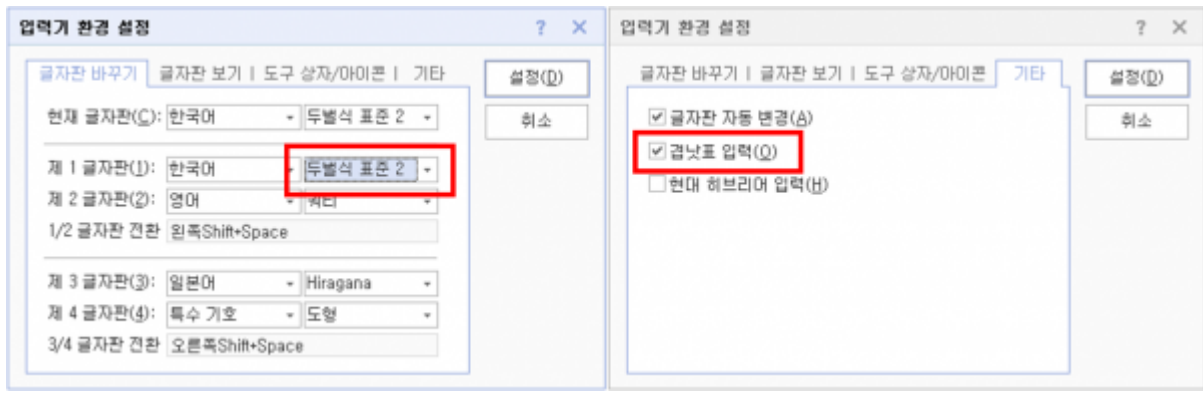 입력기 환경 설정
? ×
글자판 바꾸기 글자판 보기 | 도구 상자/아이콘 | 기타
설정(D)
취소
현재 글자판(C): 한국어 두벌식 표준 2
제 1 글자판(1): 한국어 두벌식 표준 2
제 2 글자판(2): 영어 쿼티
1/2 글자판 전환 왼쪽Shift+Space
제 3 글자판(3): 일본어 Hiragana
제 4 글자판(4): 특수 기호 도형
3/4 글자판 전환 오른쪽Shift+Space
입력기 환경 설정
? ×
글자판 바꾸기 | 글자판 보기 | 도구 상자/아이콘 기타
설정(D)
취소
글자판 자동 변경(A)
겹낫표 입력(O)
현대 히브리어 입력(H)